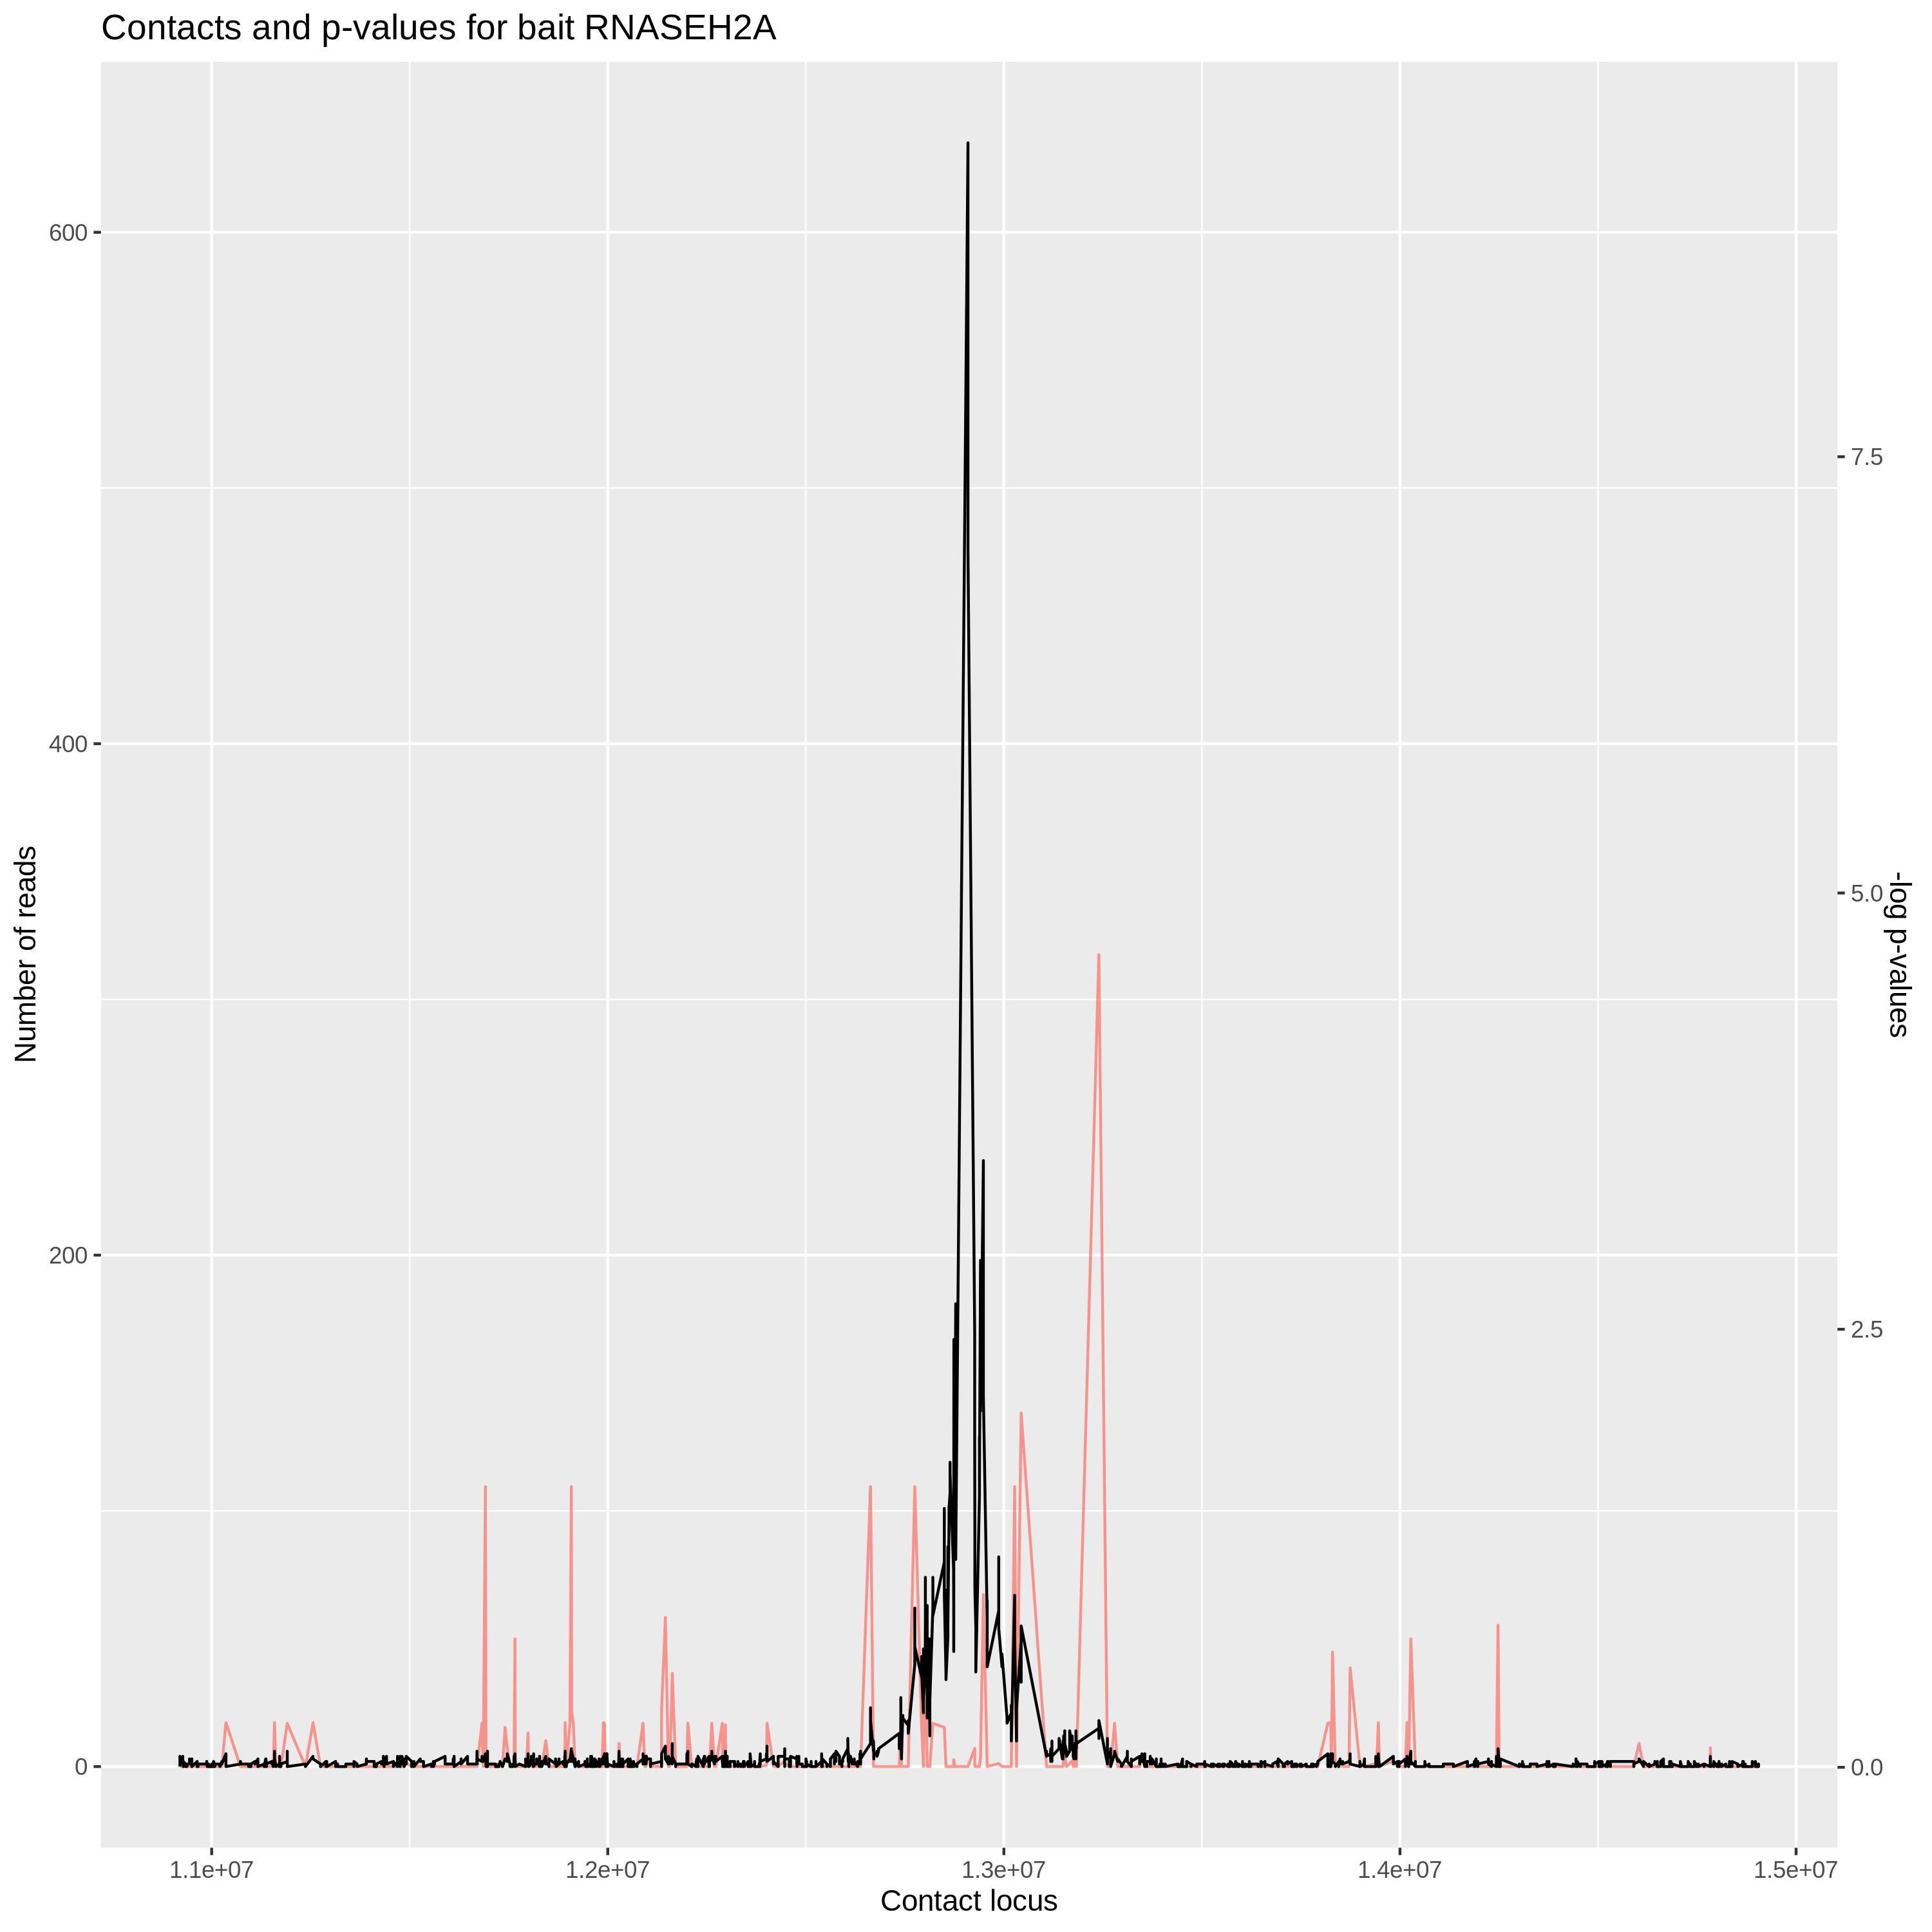 Contacts and p-values for bait RNASEH2A
600
400
200
0
Number of reads
7.5
5.0
2.5
0.0
-log p-values
1.1e+07
1.2e+07
1.3e+07
1.4e+07
1.5e+07
Contact locus